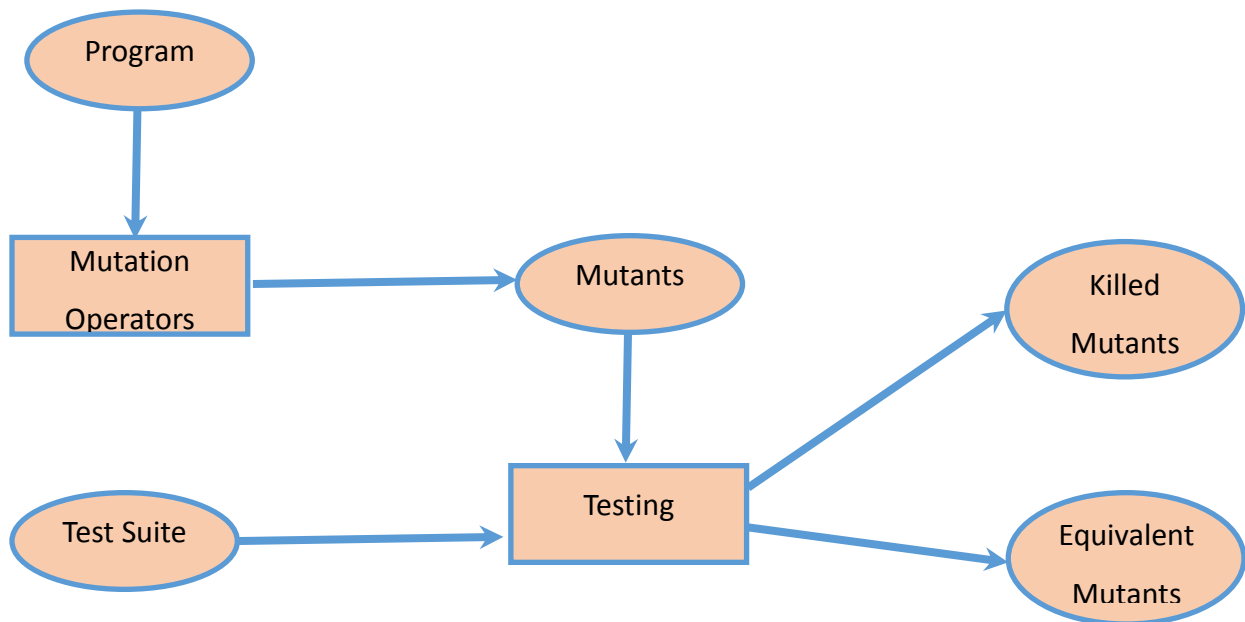 Program
Mutation
Operators
Mutants
Killed
Mutants
Test Suite
Testing
Equivalent
Mutants